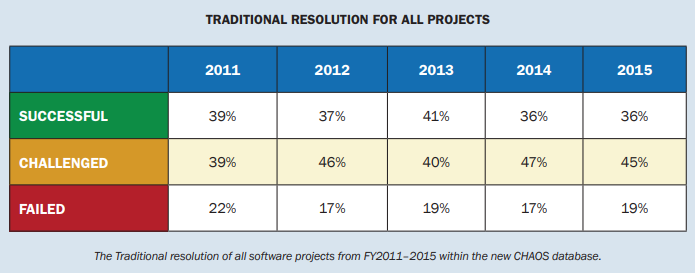 TRADITIONAL RESOLUTION FOR ALL PROJECTS
2011 2012 2013 2014 2015
SUCCESSFUL 39% 37% 41% 36% 36%
CHALLENGED 39% 46% 40% 47% 45%
FAILED 22% 17% 19% 17% 19%
The Traditional resolution of all software projects from FY2011–2015 within the new CHAOS database.